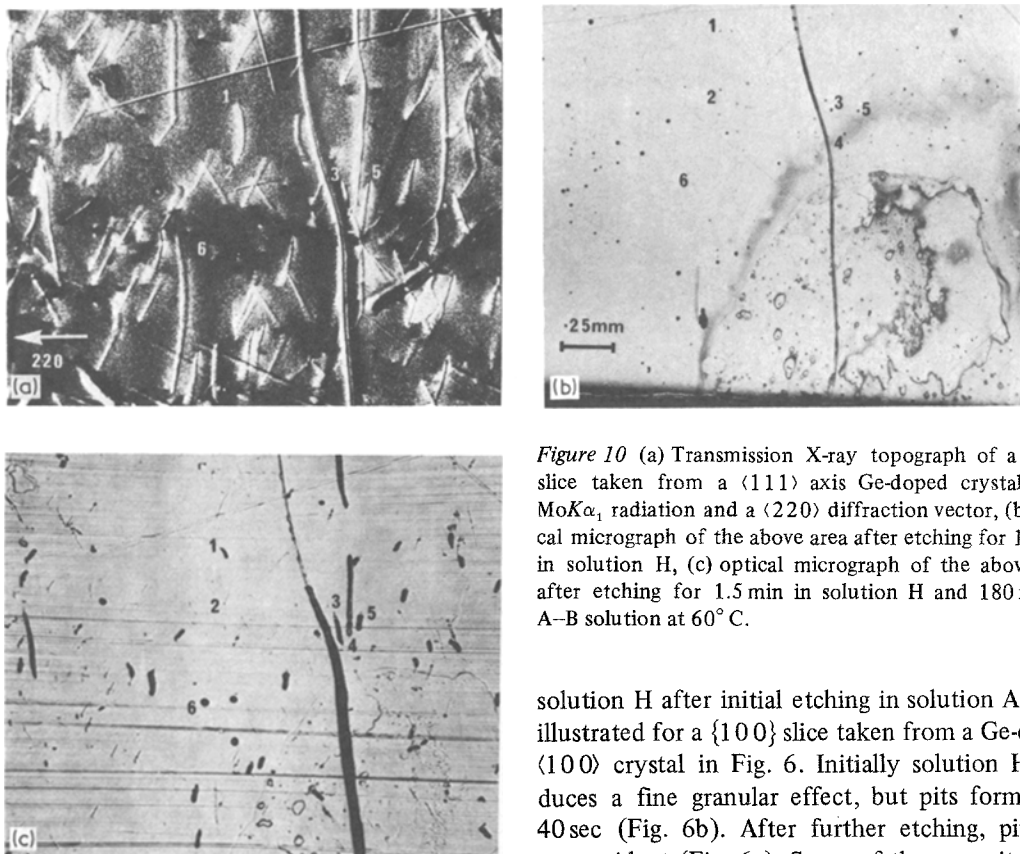 1
2
3
5
6
220
(a)
1
2
3
5
4
6
·25mm
(b)
1
2
3
5
4
6
(c)
Figure 10 (a) Transmission X-ray topograph of a
slice taken from a ⟨111⟩ axis Ge-doped crystal
MoKα₁ radiation and a ⟨220⟩ diffraction vector, (b
cal micrograph of the above area after etching for 1
in solution H, (c) optical micrograph of the above
after etching for 1.5 min in solution H and 180
A–B solution at 60° C.
solution H after initial etching in solution A
illustrated for a {100} slice taken from a Ge-
⟨100⟩ crystal in Fig. 6. Initially solution H
duces a fine granular effect, but pits form
40 sec (Fig. 6b). After further etching, pi